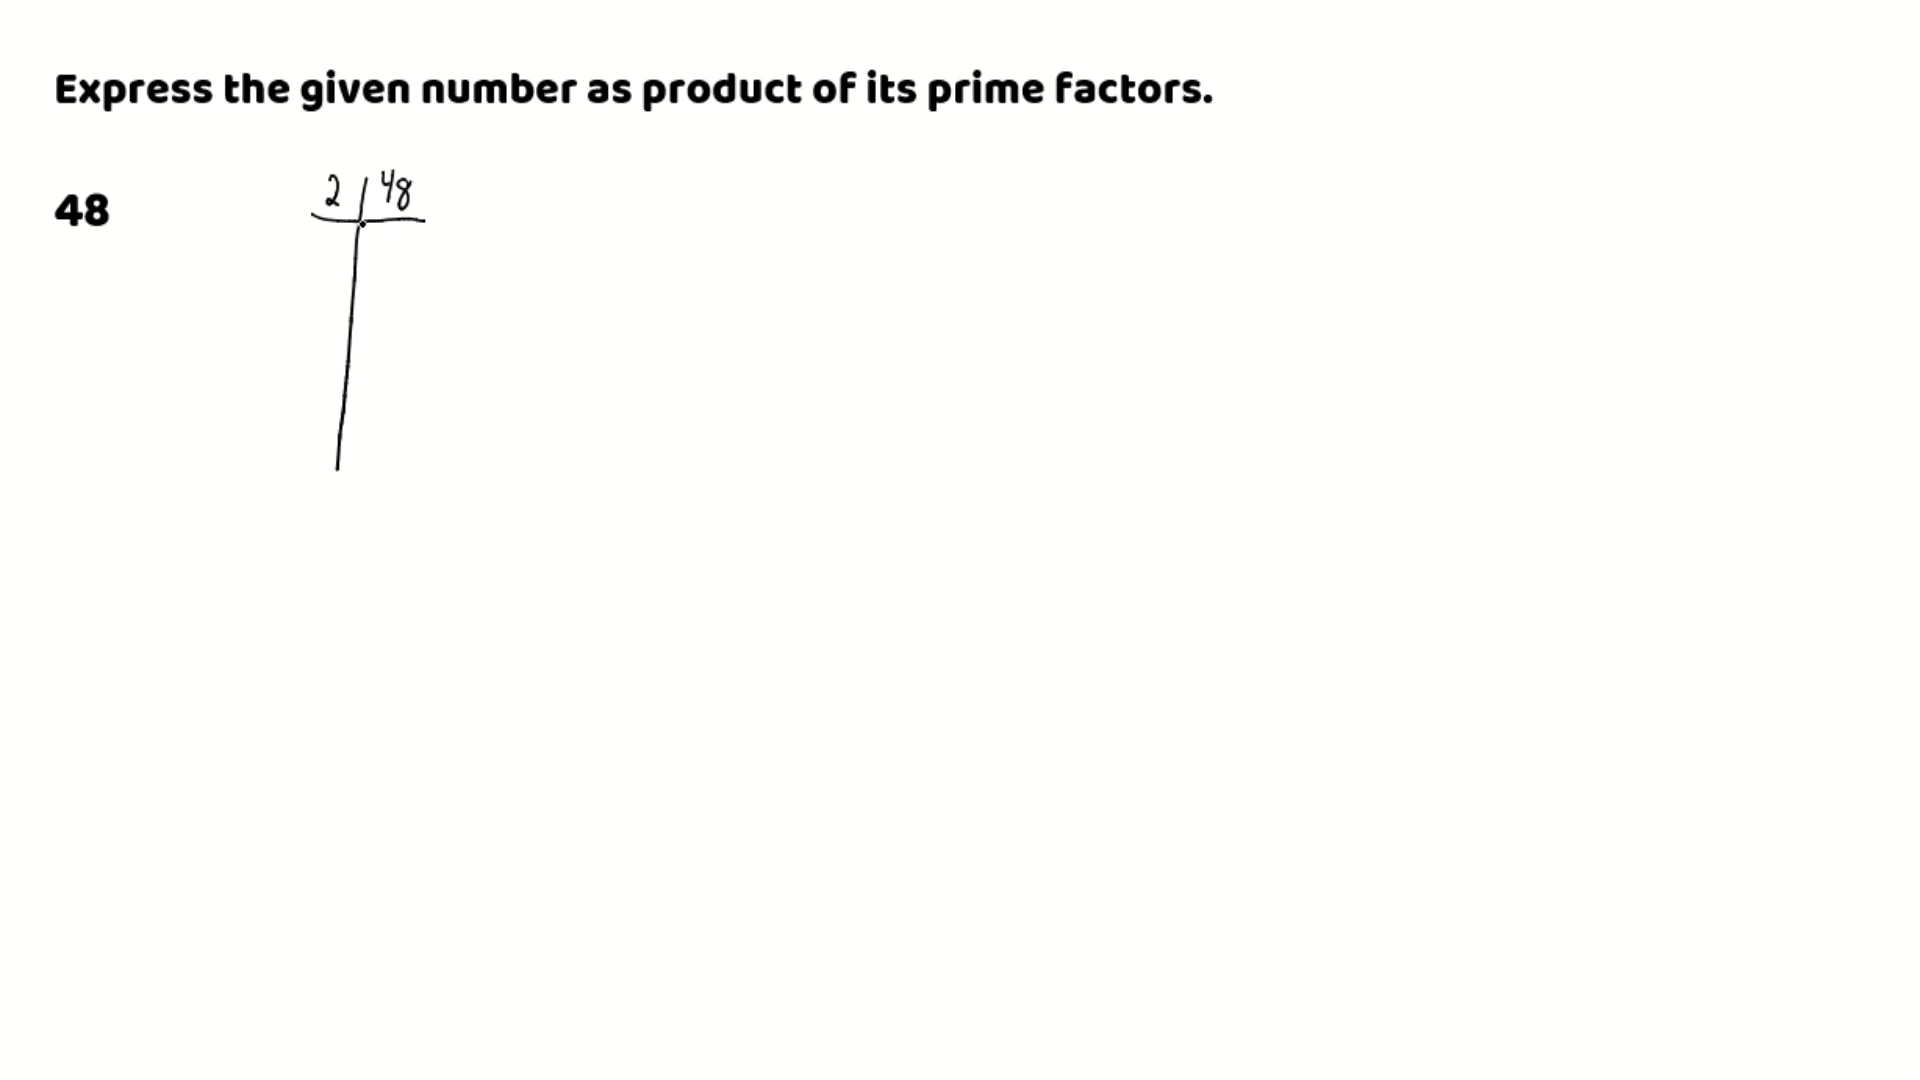 Express the given number as product of its prime factors.
48
2 | 48